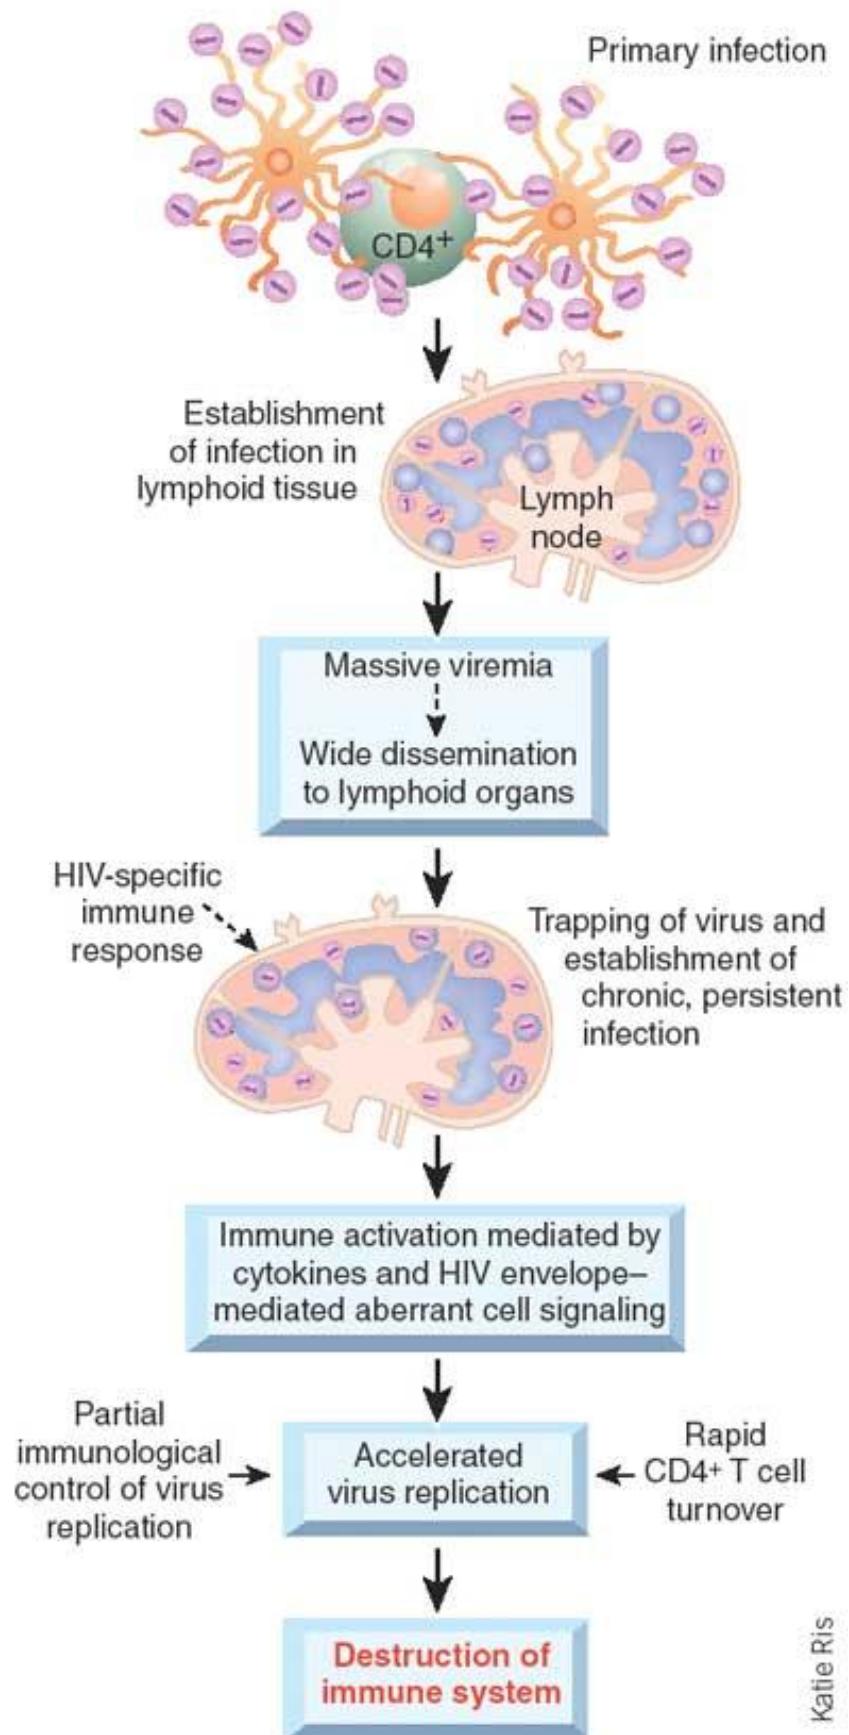 Primary infection
CD4+
Establishment
of infection in
lymphoid tissue
Lymph
node
Massive viremia
Wide dissemination
to lymphoid organs
HIV-specific
immune
response
Trapping of virus and
establishment of
chronic, persistent
infection
Immune activation mediated by
cytokines and HIV envelope–
mediated aberrant cell signaling
Partial
immunological
control of virus
replication
Accelerated
virus replication
Rapid
CD4+ T cell
turnover
Destruction of
immune system
Katie Ris